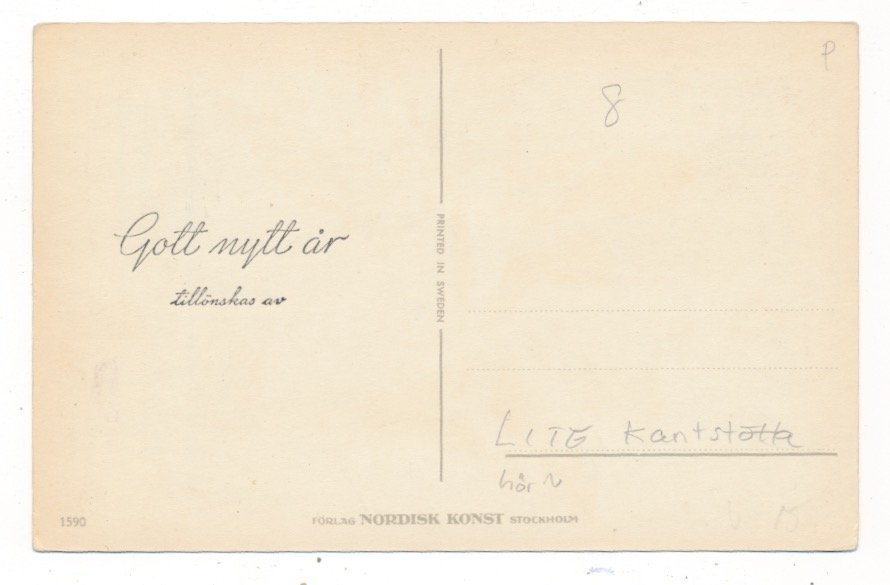 P
8
Gott nytt år
tillönskas av
PRINTED IN SWEDEN
LITE Kantstötta
hör
1590
FÖRLAG NORDISK KONST STOCKHOLM